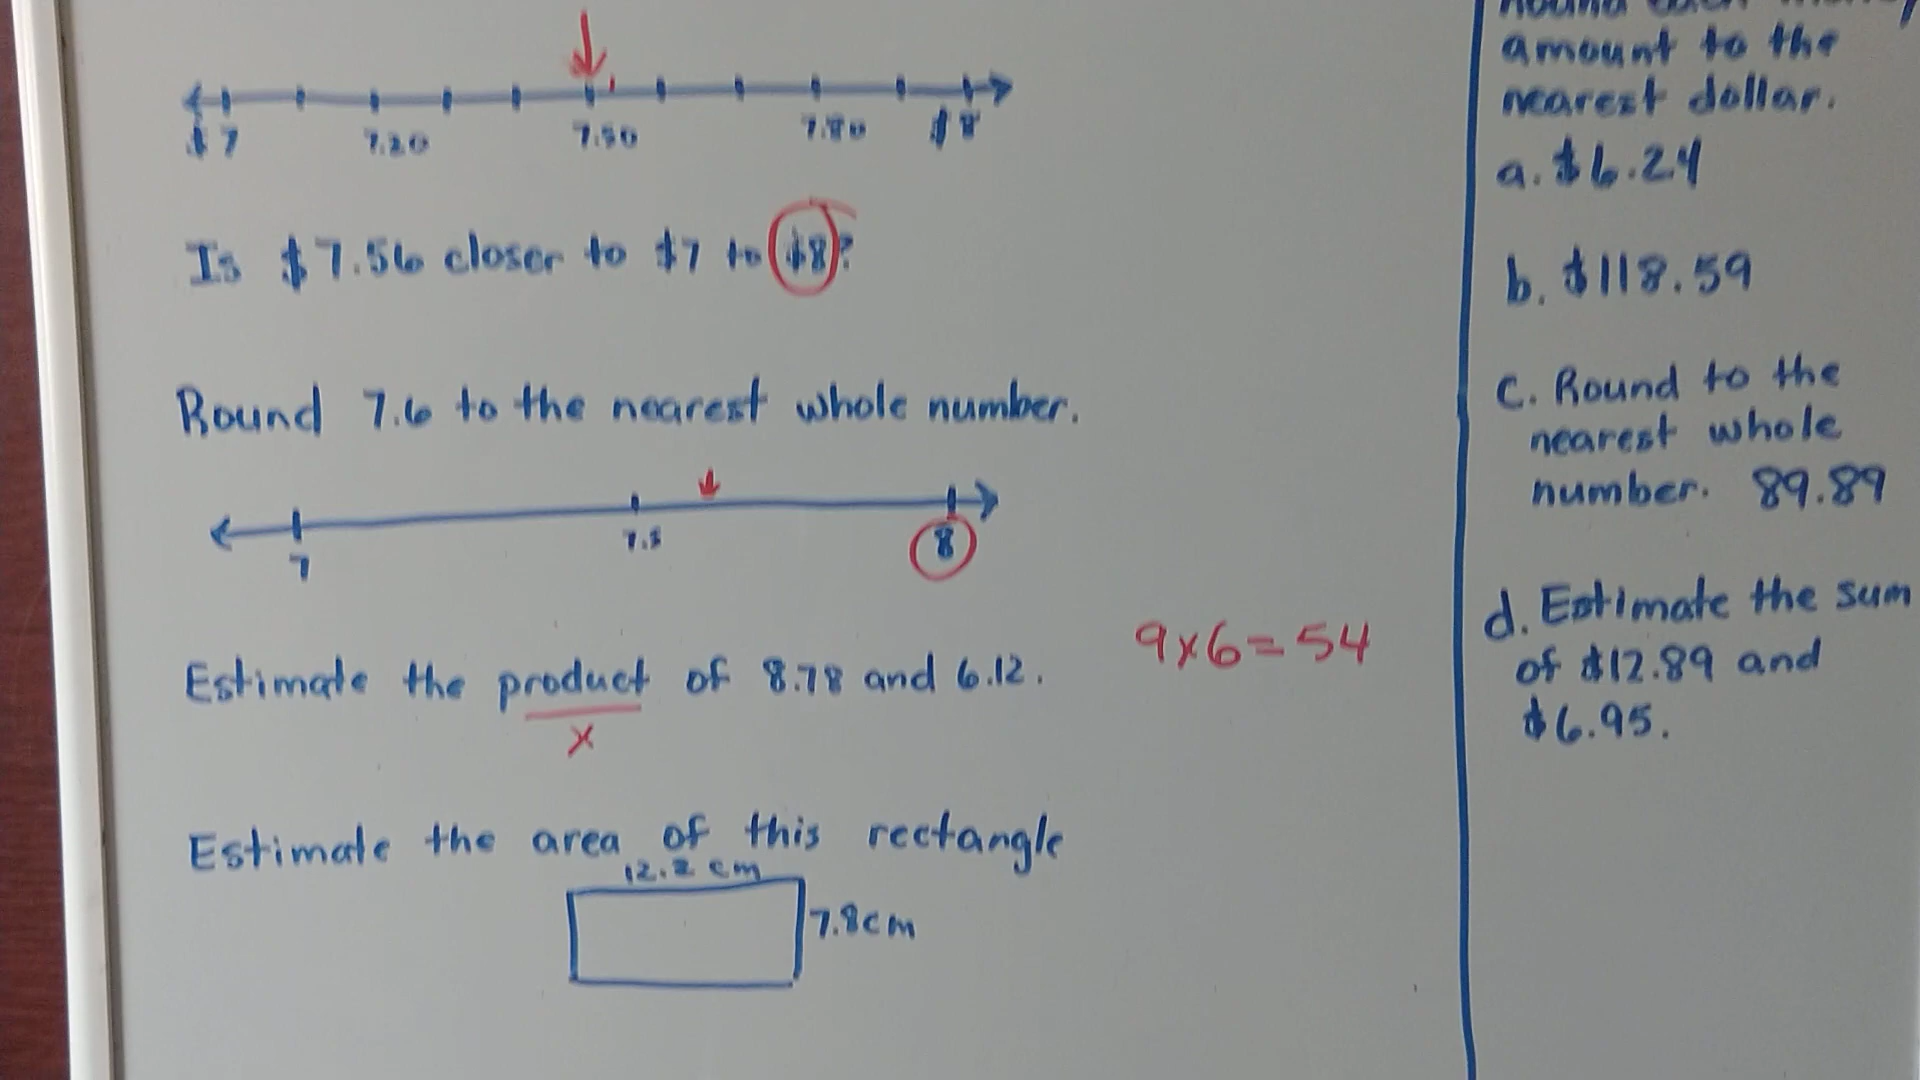 $7 7.20 7.50 7.80 $8
Is $7.56 closer to $7 to $8?
Round 7.6 to the nearest whole number.
7 7.5 8
Estimate the product of 8.78 and 6.12.
x
9x6=54
Estimate the area of this rectangle
12.2 cm
7.8cm
amount to the
nearest dollar.
a. $6.24
b. $118.59
c. Round to the
nearest whole
number. 89.89
d. Estimate the sum
of $12.89 and
$6.95.